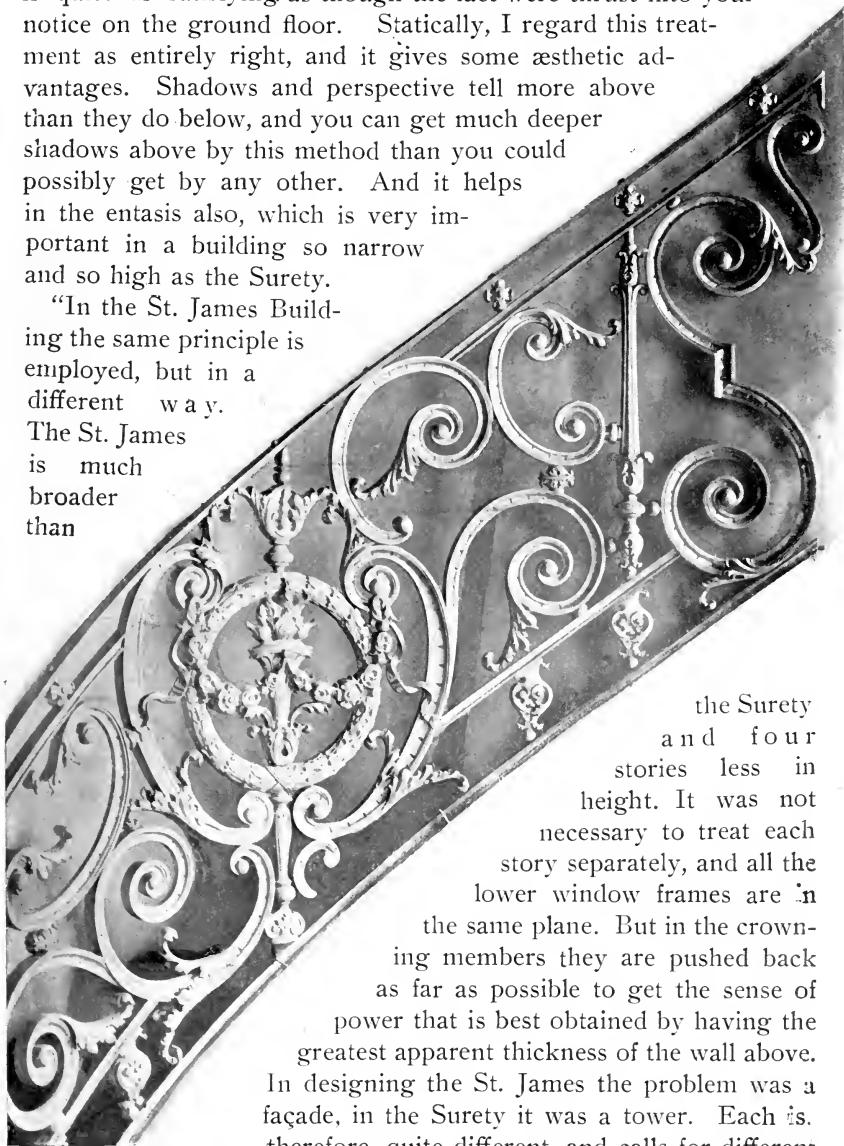 notice on the ground floor. Statically, I regard this treat-
ment as entirely right, and it gives some æsthetic ad-
vantages. Shadows and perspective tell more above
than they do below, and you can get much deeper
shadows above by this method than you could
possibly get by any other. And it helps
in the entasis also, which is very im-
portant in a building so narrow
and so high as the Surety.
"In the St. James Build-
ing the same principle is
employed, but in a
different way.
The St. James
is much
broader
than
the Surety
and four
stories less in
height. It was not
necessary to treat each
story separately, and all the
lower window frames are in
the same plane. But in the crown-
ing members they are pushed back
as far as possible to get the sense of
power that is best obtained by having the
greatest apparent thickness of the wall above.
In designing the St. James the problem was a
façade, in the Surety it was a tower. Each is.
therefore, quite different, and calls for different